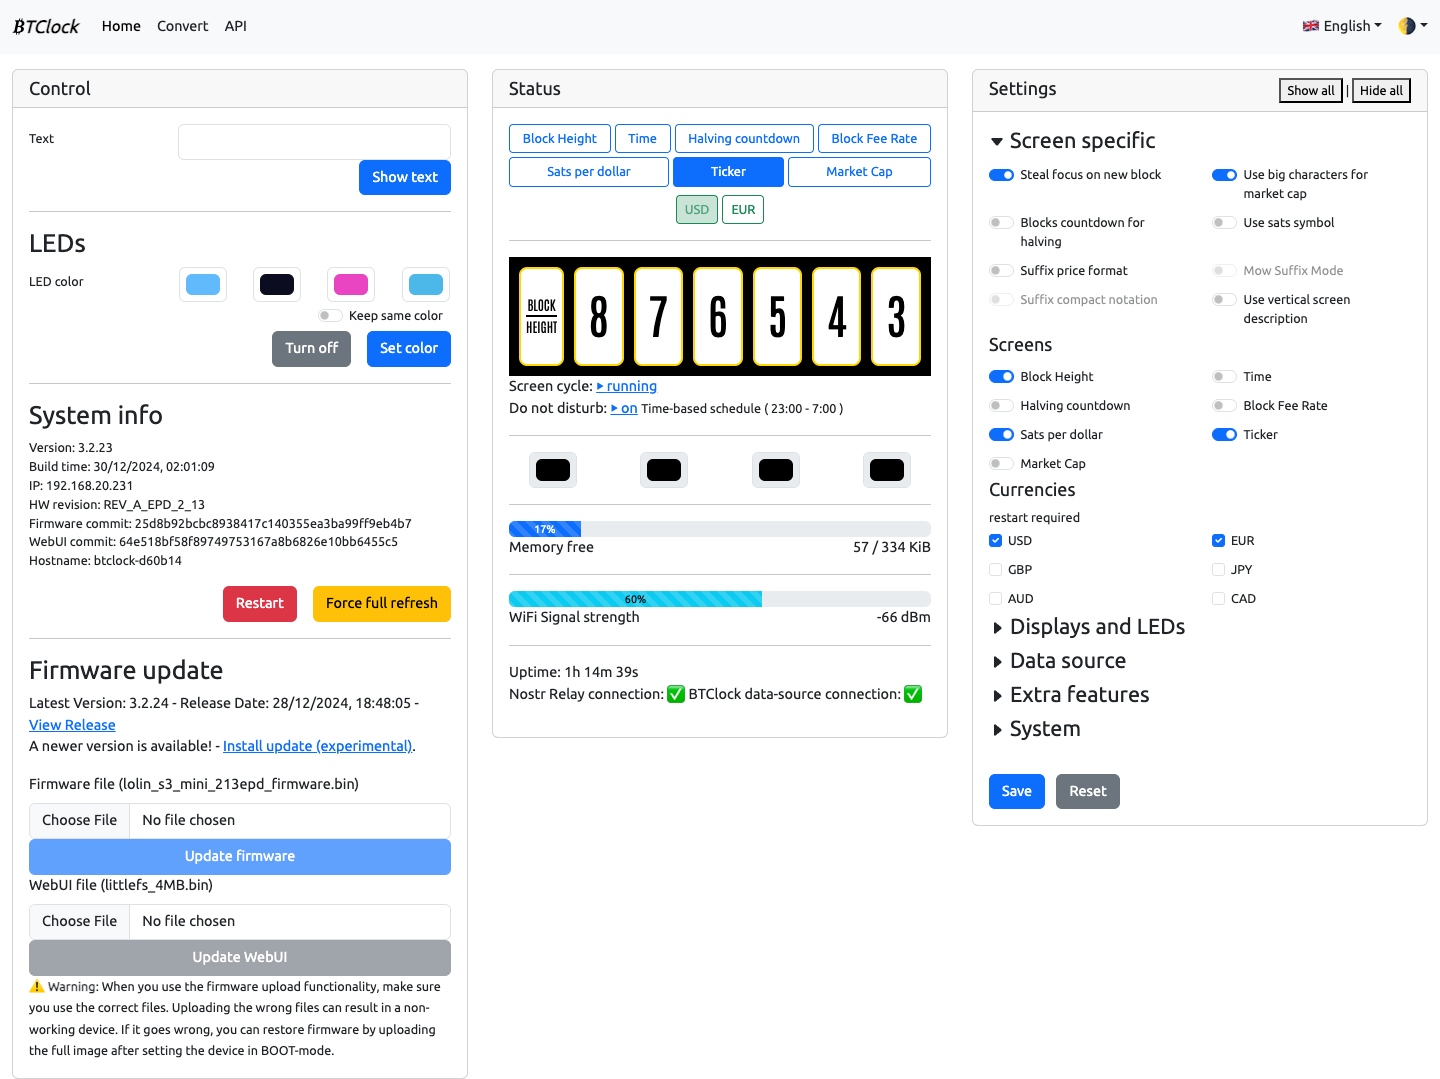 ₿TClock Home Convert API English
Control
Text
Show text
LEDs
LED color
Keep same color
Turn off Set color
System info
Version: 3.2.23
Build time: 30/12/2024, 02:01:09
IP: 192.168.20.231
HW revision: REV_A_EPD_2_13
Firmware commit: 25d8b92bcbc8938417c140355ea3ba99ff9eb4b7
WebUI commit: 64e518bf58f89749753167a8b6826e10bb6455c5
Hostname: btclock-d60b14
Restart Force full refresh
Firmware update
Latest Version: 3.2.24 - Release Date: 28/12/2024, 18:48:05 -
View Release
A newer version is available! - Install update (experimental).
Firmware file (lolin_s3_mini_213epd_firmware.bin)
Choose File No file chosen
Update firmware
WebUI file (littlefs_4MB.bin)
Choose File No file chosen
Update WebUI
⚠️ Warning: When you use the firmware upload functionality, make sure
you use the correct files. Uploading the wrong files can result in a non-
working device. If it goes wrong, you can restore firmware by uploading
the full image after setting the device in BOOT-mode.
Status
Block Height Time Halving countdown Block Fee Rate
Sats per dollar Ticker Market Cap
USD EUR
BLOCK
HEIGHT
8 7 6 5 4 3
Screen cycle: running
Do not disturb: on Time-based schedule ( 23:00 - 7:00 )
17%
Memory free 57 / 334 KiB
60%
WiFi Signal strength -66 dBm
Uptime: 1h 14m 39s
Nostr Relay connection: ✅ BTClock data-source connection: ✅
Settings Show all | Hide all
Screen specific
Steal focus on new block
Use big characters for
market cap
Blocks countdown for
halving
Use sats symbol
Suffix price format
Mow Suffix Mode
Suffix compact notation
Use vertical screen
description
Screens
Block Height Time
Halving countdown Block Fee Rate
Sats per dollar Ticker
Market Cap
Currencies
restart required
USD EUR
GBP JPY
AUD CAD
Displays and LEDs
Data source
Extra features
System
Save Reset